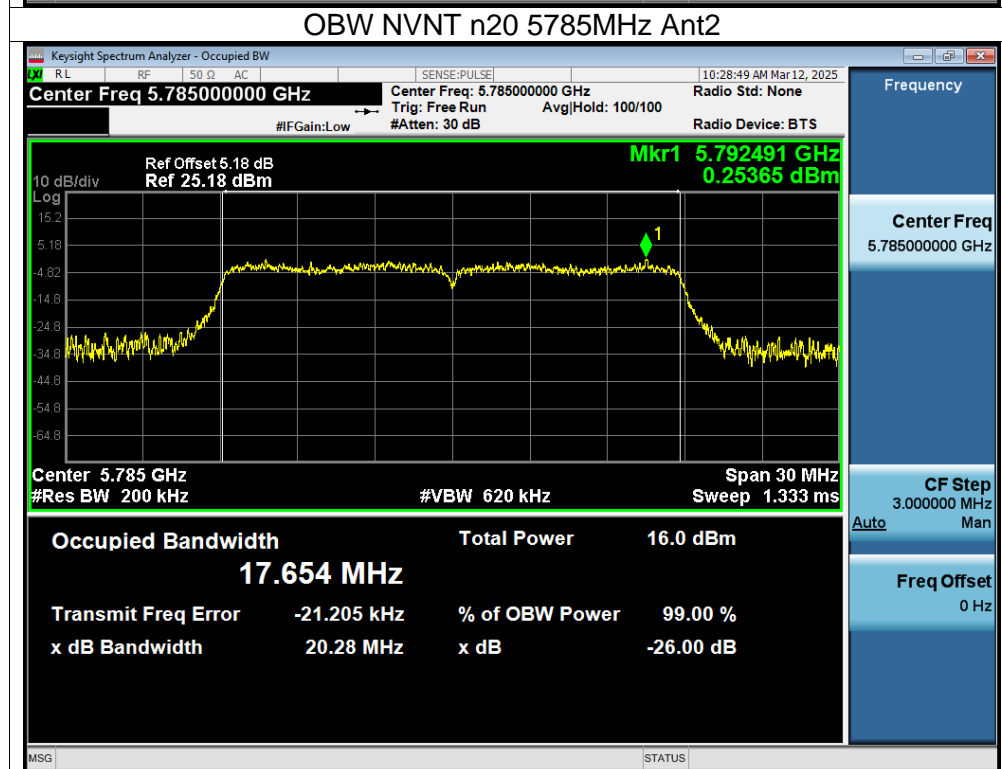 OBW NVNT n20 5785MHz Ant2
Keysight Spectrum Analyzer - Occupied BW
LXI RL RF 50 Ω AC SENSE:PULSE 10:28:49 AM Mar 12, 2025
Center Freq 5.785000000 GHz Center Freq: 5.785000000 GHz Radio Std: None
Trig: Free Run Avg|Hold: 100/100
#IFGain:Low #Atten: 30 dB Radio Device: BTS
Frequency
Mkr1 5.792491 GHz
0.25365 dBm
Ref Offset 5.18 dB
10 dB/div Ref 25.18 dBm
Log
15.2
5.18
-4.82
-14.8
-24.8
-34.8
-44.8
-54.8
-64.8
1
Center Freq
5.785000000 GHz
Center 5.785 GHz Span 30 MHz
#Res BW 200 kHz #VBW 620 kHz Sweep 1.333 ms
CF Step
3.000000 MHz
Auto Man
Occupied Bandwidth Total Power 16.0 dBm
17.654 MHz
Transmit Freq Error -21.205 kHz % of OBW Power 99.00 %
x dB Bandwidth 20.28 MHz x dB -26.00 dB
Freq Offset
0 Hz
MSG STATUS